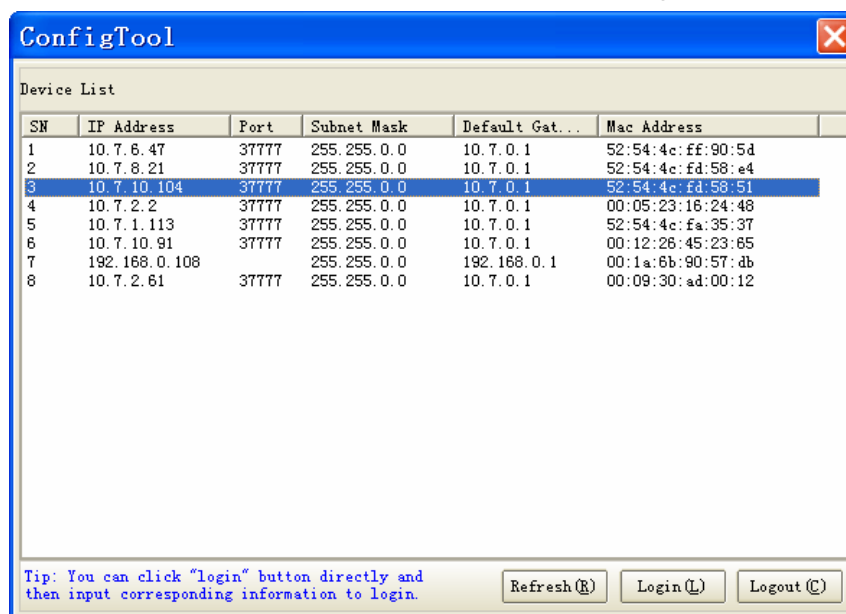 ConfigTool
Device List
SN IP Address Port Subnet Mask Default Gat... Mac Address
1 10.7.6.47 37777 255.255.0.0 10.7.0.1 52:54:4c:ff:90:5d
2 10.7.8.21 37777 255.255.0.0 10.7.0.1 52:54:4c:fd:58:e4
3 10.7.10.104 37777 255.255.0.0 10.7.0.1 52:54:4c:fd:58:51
4 10.7.2.2 37777 255.255.0.0 10.7.0.1 00:05:23:16:24:48
5 10.7.1.113 37777 255.255.0.0 10.7.0.1 52:54:4c:fa:35:37
6 10.7.10.91 37777 255.255.0.0 10.7.0.1 00:12:26:45:23:65
7 192.168.0.108 255.255.0.0 192.168.0.1 00:1a:6b:90:57:db
8 10.7.2.61 37777 255.255.0.0 10.7.0.1 00:09:30:ad:00:12
Tip: You can click "login" button directly and
then input corresponding information to login.
Refresh(R) Login(L) Logout(C)